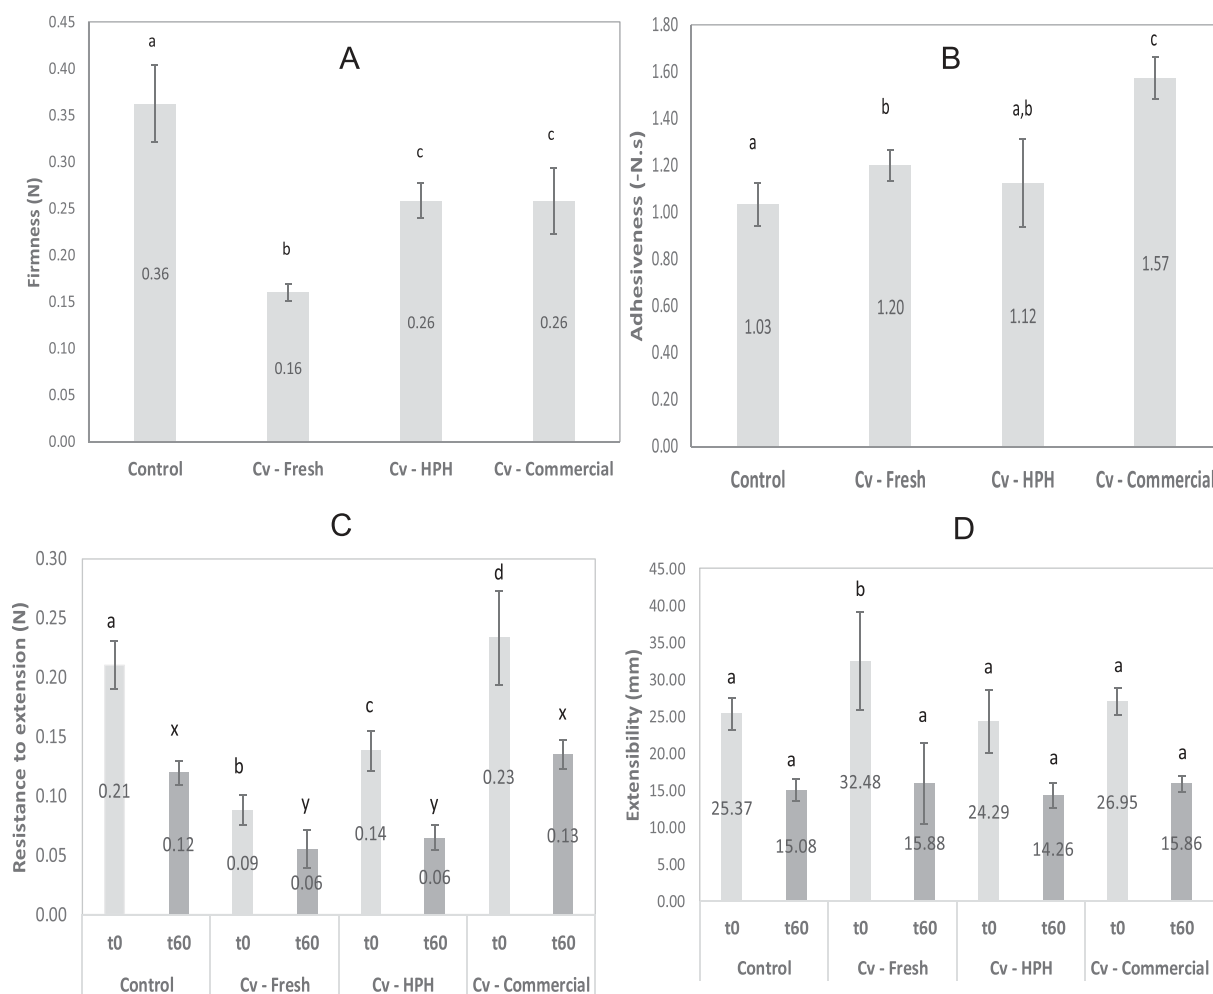 A
Firmness (N)
0.45
0.40
0.35
0.30
0.25
0.20
0.15
0.10
0.05
0.00
a
b
c
c
0.36
0.16
0.26
0.26
Control
Cv - Fresh
Cv - HPH
Cv - Commercial
B
Adhesiveness (-N.s)
1.80
1.60
1.40
1.20
1.00
0.80
0.60
0.40
0.20
0.00
a
b
a,b
c
1.03
1.20
1.12
1.57
Control
Cv - Fresh
Cv - HPH
Cv - Commercial
C
Resistance to extension (N)
0.30
0.25
0.20
0.15
0.10
0.05
0.00
a
x
b
y
c
y
d
x
0.21
0.12
0.09
0.06
0.14
0.06
0.23
0.13
t0
t60
t0
t60
t0
t60
t0
t60
Control
Cv - Fresh
Cv - HPH
Cv - Commercial
D
Extensibility (mm)
45.00
40.00
35.00
30.00
25.00
20.00
15.00
10.00
5.00
0.00
a
a
b
a
a
a
a
a
25.37
15.08
32.48
15.88
24.29
14.26
26.95
15.86
t0
t60
t0
t60
t0
t60
t0
t60
Control
Cv - Fresh
Cv - HPH
Cv - Commercial